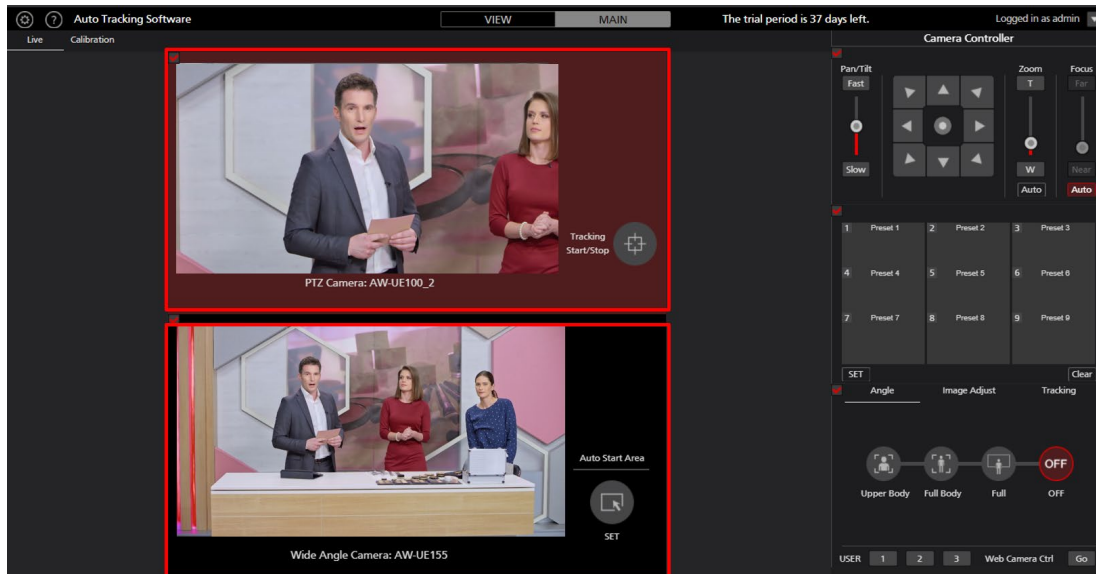 ? Auto Tracking Software VIEW MAIN The trial period is 37 days left. Logged in as admin
Live Calibration
Camera Controller
Pan/Tilt Zoom Focus
Fast T Far
Slow W Near
Auto Auto
Tracking
Start/Stop
PTZ Camera: AW-UE100_2
1 Preset 1 2 Preset 2 3 Preset 3
4 Preset 4 5 Preset 5 6 Preset 6
7 Preset 7 8 Preset 8 9 Preset 9
SET Clear
Angle Image Adjust Tracking
OFF
Upper Body Full Body Full OFF
Auto Start Area
SET
Wide Angle Camera: AW-UE155
USER 1 2 3 Web Camera Ctrl Go